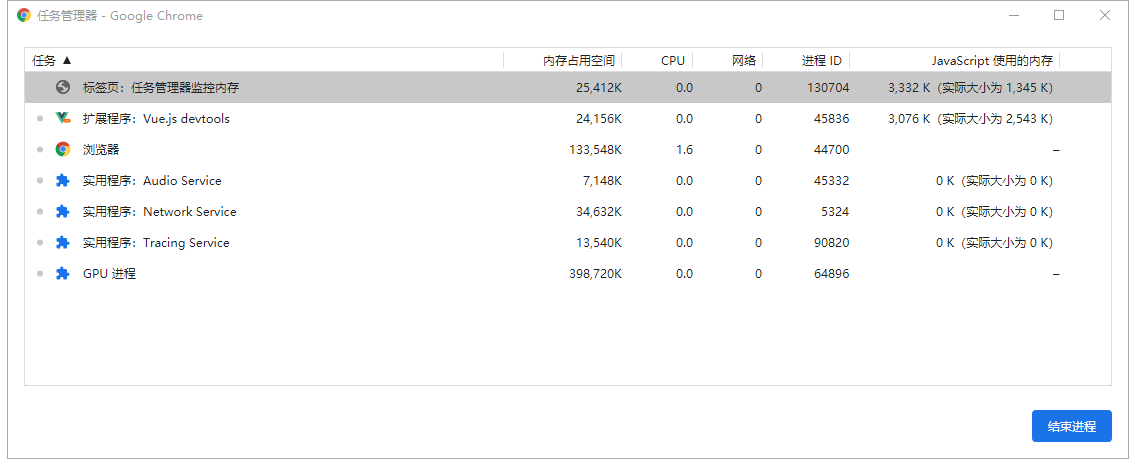 任务管理器 - Google Chrome
任务 ▲ 内存占用空间 CPU 网络 进程 ID JavaScript 使用的内存
标签页：任务管理器监控内存 25,412K 0.0 0 130704 3,332 K（实际大小为 1,345 K）
扩展程序：Vue.js devtools 24,156K 0.0 0 45836 3,076 K（实际大小为 2,543 K）
浏览器 133,548K 1.6 0 44700 –
实用程序：Audio Service 7,148K 0.0 0 45332 0 K（实际大小为 0 K）
实用程序：Network Service 34,632K 0.0 0 5324 0 K（实际大小为 0 K）
实用程序：Tracing Service 13,540K 0.0 0 90820 0 K（实际大小为 0 K）
GPU 进程 398,720K 0.0 0 64896 –
结束进程